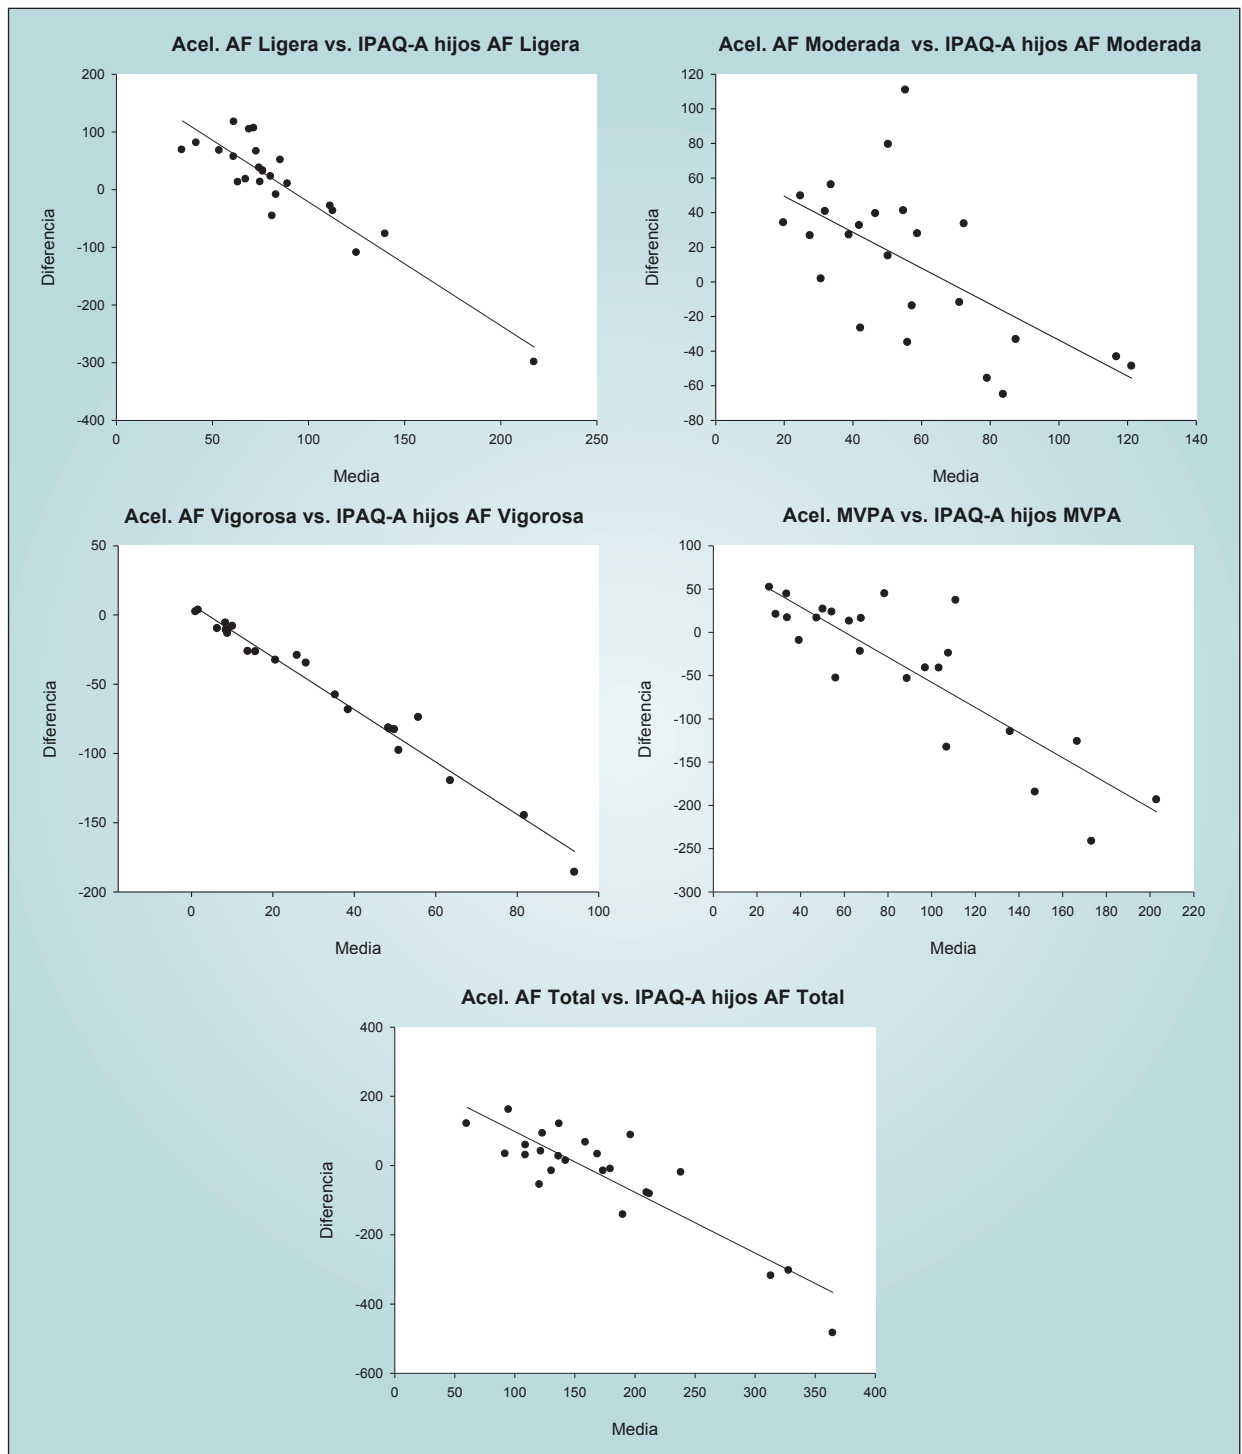 Acel. AF Ligera vs. IPAQ-A hijos AF Ligera
200
100
0
-100
-200
-300
-400
Diferencia
0 50 100 150 200 250
Media
Acel. AF Moderada vs. IPAQ-A hijos AF Moderada
120
100
80
60
40
20
0
-20
-40
-60
-80
Diferencia
0 20 40 60 80 100 120 140
Media
Acel. AF Vigorosa vs. IPAQ-A hijos AF Vigorosa
50
0
-50
-100
-150
-200
Diferencia
0 20 40 60 80 100
Media
Acel. MVPA vs. IPAQ-A hijos MVPA
100
50
0
-50
-100
-150
-200
-250
-300
Diferencia
0 20 40 60 80 100 120 140 160 180 200 220
Media
Acel. AF Total vs. IPAQ-A hijos AF Total
400
200
0
-200
-400
-600
Diferencia
0 50 100 150 200 250 300 350 400
Media